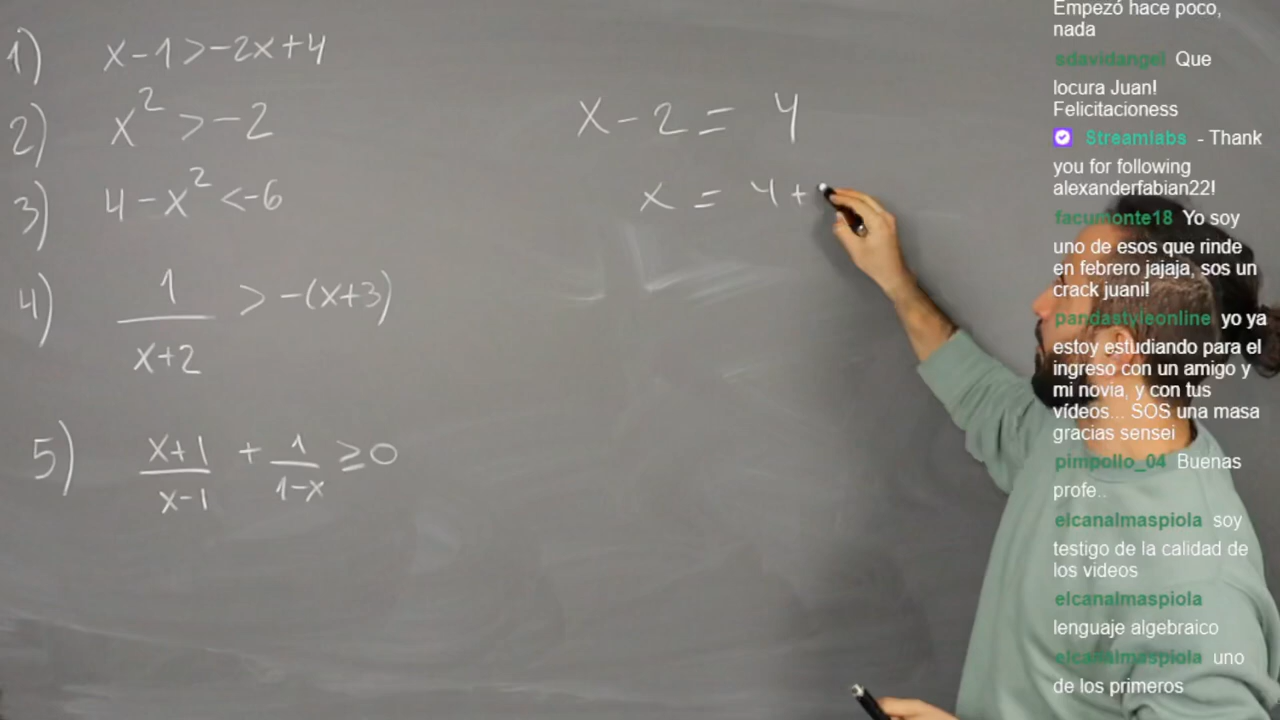 1) x-1>-2x+4
2) x²>-2
3) 4-x²<-6
4) 1/(x+2) > -(x+3)
5) (x+1)/(x-1) + 1/(1-x) ≥0
x-2= 4
x = 4+
Empezó hace poco,
nada
sdavidangel Que
locura Juan!
Felicitacioness
Streamlabs - Thank
you for following
alexanderfabian22!
facumonte18 Yo soy
uno de esos que rinde
en febrero jajaja, sos un
crack juani!
pandastyleonline yo ya
estoy estudiando para el
ingreso con un amigo y
mi novia, y con tus
vídeos... SOS una masa
gracias sensei
pimpollo_04 Buenas
profe..
elcanalmaspiola soy
testigo de la calidad de
los videos
elcanalmaspiola
lenguaje algebraico
elcanalmaspiola uno
de los primeros